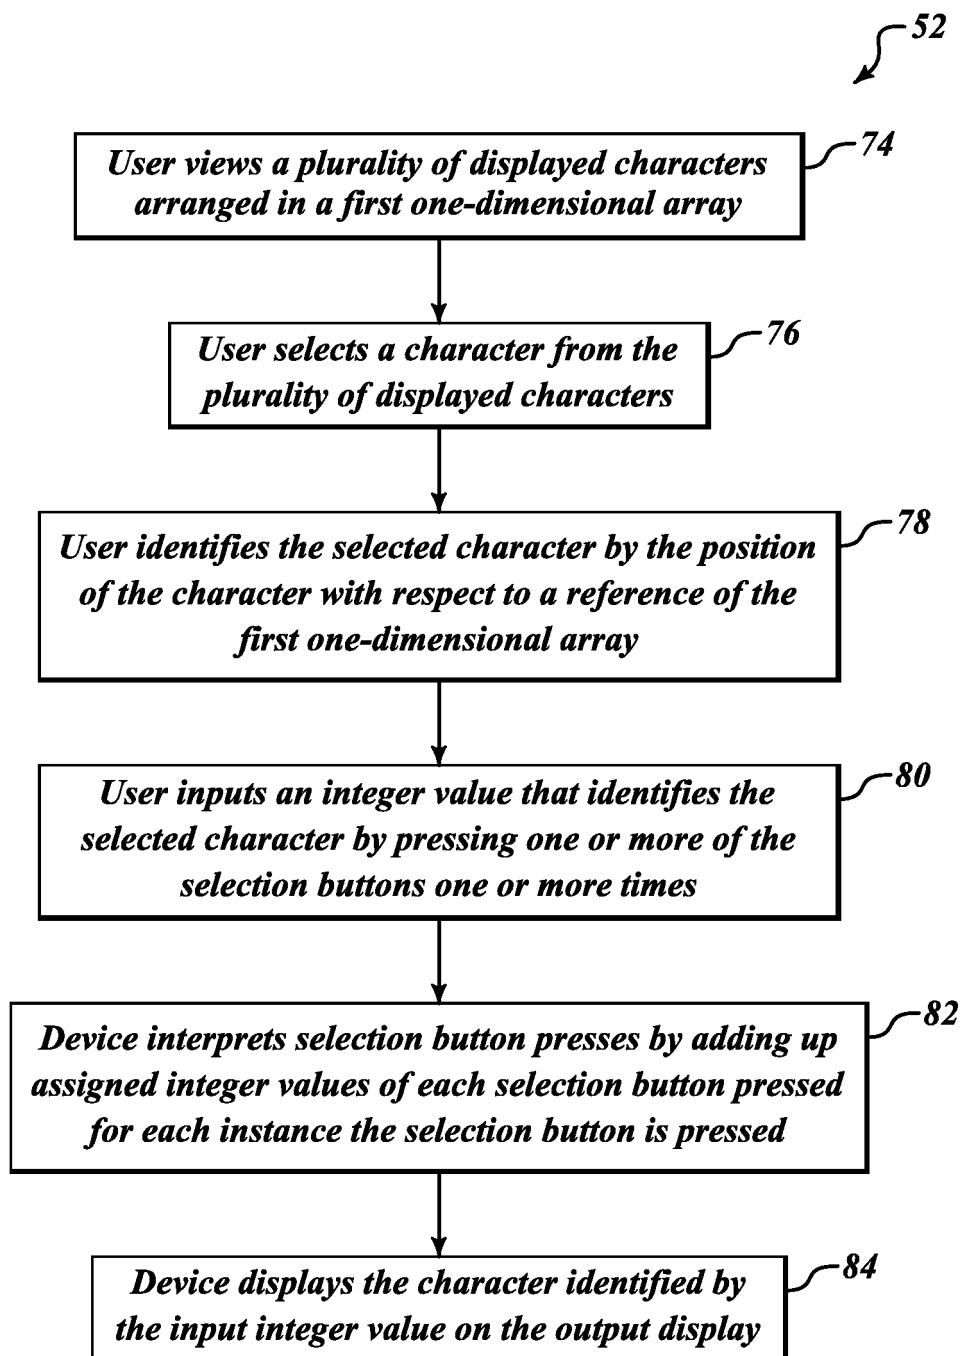 52
74
User views a plurality of displayed characters
arranged in a first one-dimensional array
76
User selects a character from the
plurality of displayed characters
78
User identifies the selected character by the position
of the character with respect to a reference of the
first one-dimensional array
80
User inputs an integer value that identifies the
selected character by pressing one or more of the
selection buttons one or more times
82
Device interprets selection button presses by adding up
assigned integer values of each selection button pressed
for each instance the selection button is pressed
84
Device displays the character identified by
the input integer value on the output display